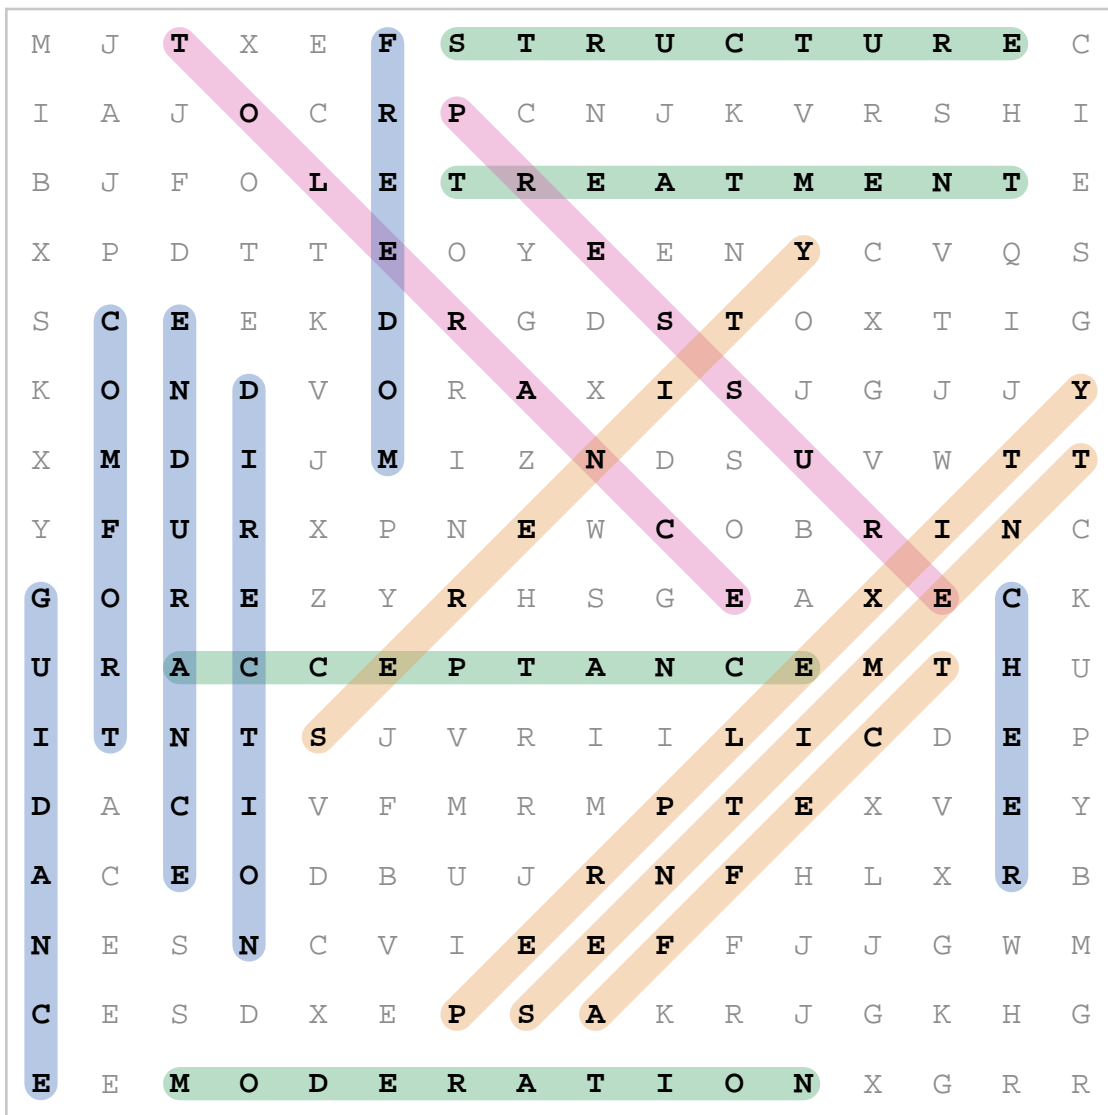 M J T X E F S T R U C T U R E C
I A J O C R P C N J K V R S H I
B J F O L E T R E A T M E N T E
X P D T T E O Y E E N Y C V Q S
S C E E K D R G D S T O X T I G
K O N D V O R A X I S J G J J Y
X M D I J M I Z N D S U V W T T
Y F U R X P N E W C O B R I N C
G O R E Z Y R H S G E A X E C K
U R A C C E P T A N C E M T H U
I T N T S J V R I I L I C D E P
D A C I V F M R M P T E X V E Y
A C E O D B U J R N F H L X R B
N E S N C V I E E F F J J G W M
C E S D X E P S A K R J G K H G
E E M O D E R A T I O N X G R R